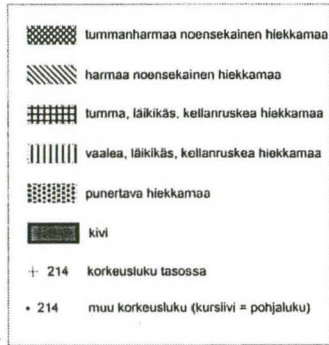 tummanharmaa noensekainen hiekkamaa
harmaa noensekainen hiekkamaa
tumma, läikikäs, kellanruskea hiekkamaa
vaalea, läikikäs, kellanruskea hiekkamaa
punertava hiekkamaa
kivi
+ 214 korkeusluku tasossa
• 214 muu korkeusluku (kursiivi = pohjaluku)